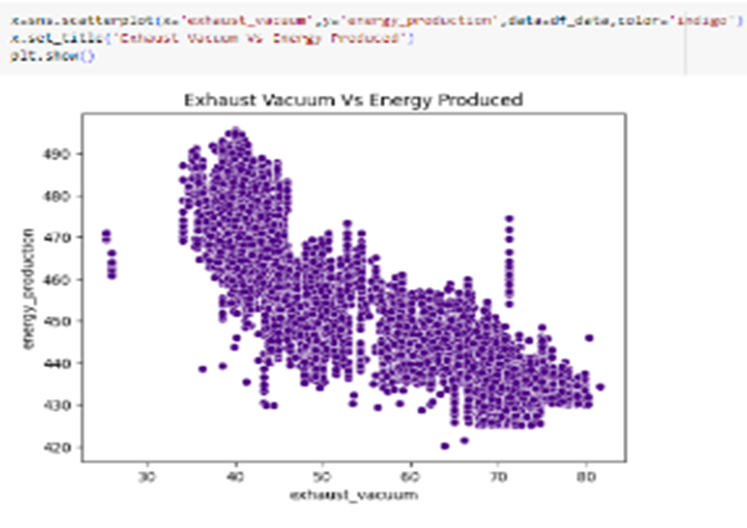 x=sns.scatterplot(x='exhaust_vacuum',y='energy_production',data=df_data,color='indigo')
x.set_title('Exhaust Vacuum Vs Energy Produced')
plt.show()
Exhaust Vacuum Vs Energy Produced
490
480
470
460
450
440
430
420
energy_production
30 40 50 60 70 80
exhaust_vacuum